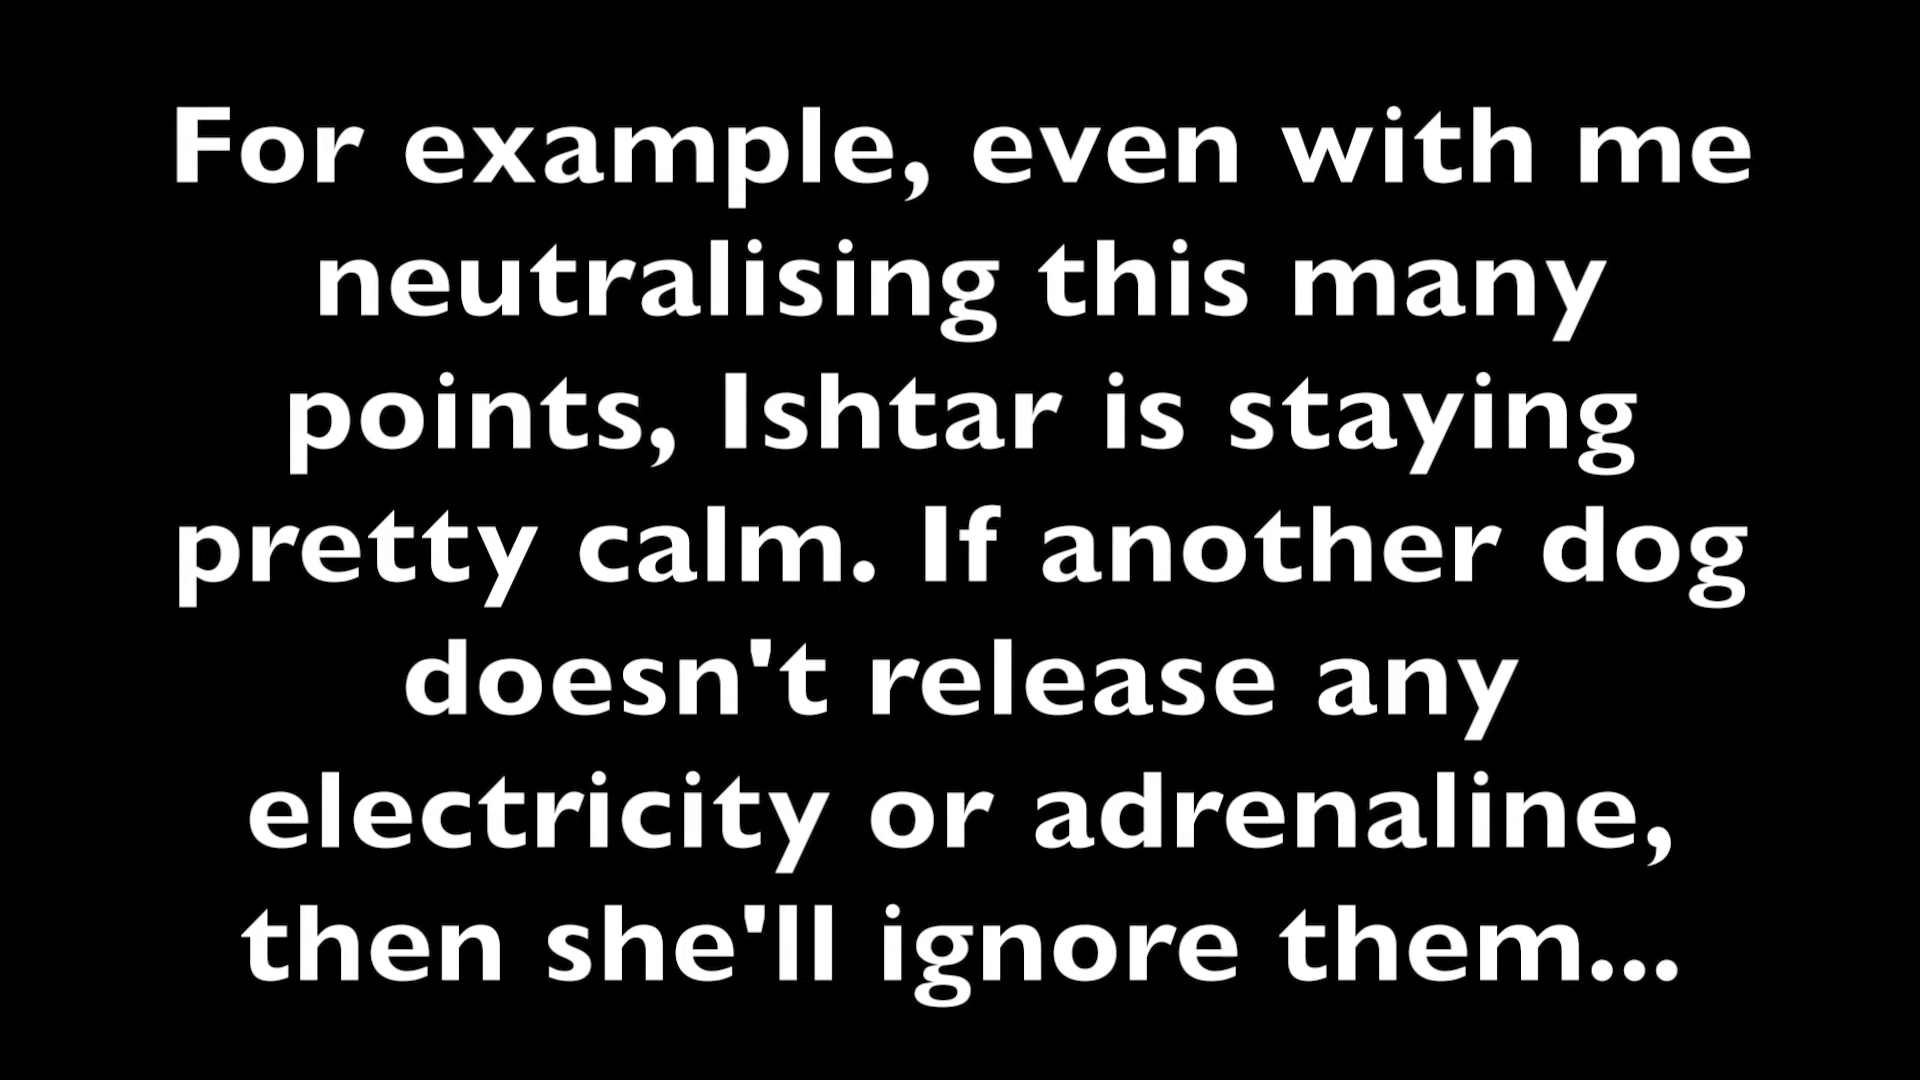 For example, even with me
neutralising this many
points, Ishtar is staying
pretty calm. If another dog
doesn't release any
electricity or adrenaline,
then she'll ignore them...